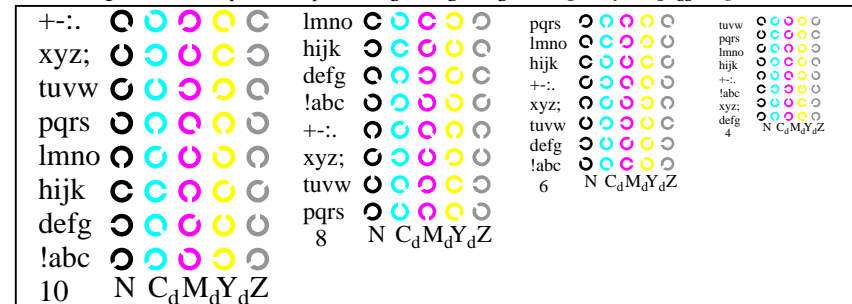 +-:.
xyz;
tuvw
pqrs
lmno
hijk
defg
!abc
10 N CdMdYdZ
lmno
hijk
defg
!abc
+-:.
xyz;
tuvw
pqrs
8 N CdMdYdZ
pqrs
lmno
hijk
+-:.
xyz;
tuvw
defg
!abc
6 N CdMdYdZ
tuvw
pqrs
lmno
hijk
+-:.
!abc
xyz;
defg
4 N CdMdYdZ